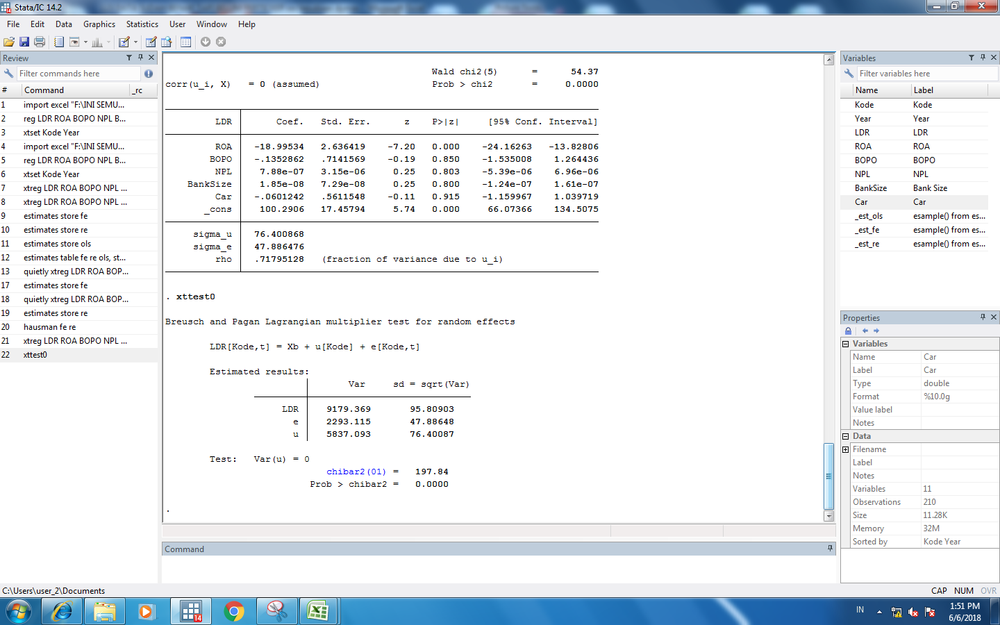 Stata/IC 14.2
File Edit Data Graphics Statistics User Window Help
Review
Filter commands here
# Command _rc
1 import excel "F:\INI SEMU...
2 reg LDR ROA BOPO NPL B...
3 xtset Kode Year
4 import excel "F:\INI SEMU...
5 reg LDR ROA BOPO NPL B...
6 xtset Kode Year
7 xtreg LDR ROA BOPO NPL ...
8 xtreg LDR ROA BOPO NPL ...
9 estimates store fe
10 estimates store re
11 estimates store ols
12 estimates table fe re ols, st...
13 quietly xtreg LDR ROA BOP...
17 estimates store fe
18 quietly xtreg LDR ROA BOP...
19 estimates store re
20 hausman fe re
21 xtreg LDR ROA BOPO NPL ...
22 xttest0
Wald chi2(5) = 54.37
corr(u_i, X) = 0 (assumed) Prob > chi2 = 0.0000
LDR Coef. Std. Err. z P>|z| [95% Conf. Interval]
ROA -18.99534 2.636419 -7.20 0.000 -24.16263 -13.82806
BOPO -.1352862 .7141569 -0.19 0.850 -1.535008 1.264436
NPL 7.88e-07 3.15e-06 0.25 0.803 -5.39e-06 6.96e-06
BankSize 1.85e-08 7.29e-08 0.25 0.800 -1.24e-07 1.61e-07
Car -.0601242 .5611548 -0.11 0.915 -1.159967 1.039719
_cons 100.2906 17.45794 5.74 0.000 66.07366 134.5075
sigma_u 76.400868
sigma_e 47.886476
rho .71795128 (fraction of variance due to u_i)
. xttest0
Breusch and Pagan Lagrangian multiplier test for random effects
LDR[Kode,t] = Xb + u[Kode] + e[Kode,t]
Estimated results:
Var sd = sqrt(Var)
LDR 9179.369 95.80903
e 2293.115 47.88648
u 5837.093 76.40087
Test: Var(u) = 0
chibar2(01) = 197.84
Prob > chibar2 = 0.0000
.
Command
Variables
Filter variables here
Name Label
Kode Kode
Year Year
LDR LDR
ROA ROA
BOPO BOPO
NPL NPL
BankSize Bank Size
Car Car
_est_ols esample() from es...
_est_fe esample() from es...
_est_re esample() from es...
Properties
Variables
Name Car
Label Car
Type double
Format %10.0g
Value label
Notes
Data
Filename
Label
Notes
Variables 11
Observations 210
Size 11.28K
Memory 32M
Sorted by Kode Year
C:\Users\user_2\Documents
CAP NUM OVR
14
IN
1:51 PM
6/6/2018